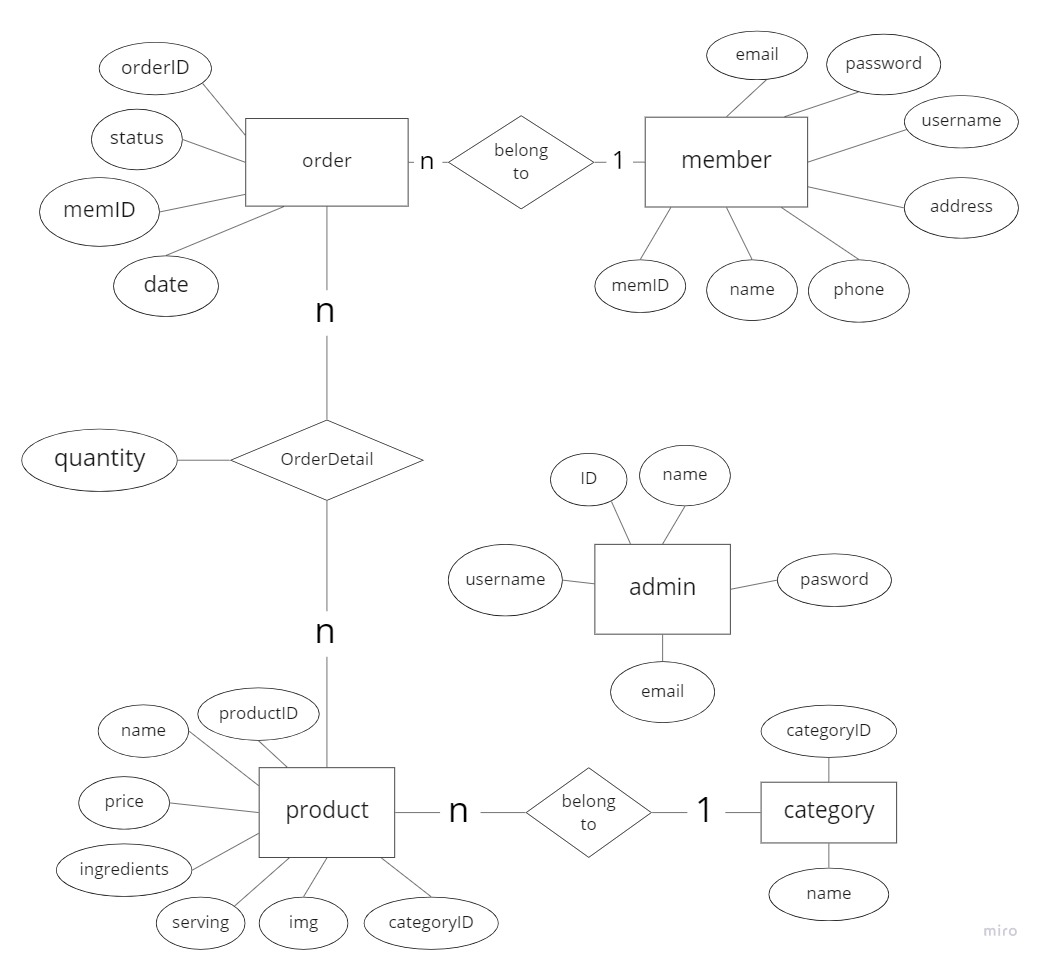 orderID
status
memID
date
order
n
belong
to
1
member
email
password
username
address
memID
name
phone
n
quantity
OrderDetail
n
ID
name
username
admin
pasword
email
name
productID
price
product
ingredients
serving
img
categoryID
n
belong
to
1
categoryID
category
name
miro